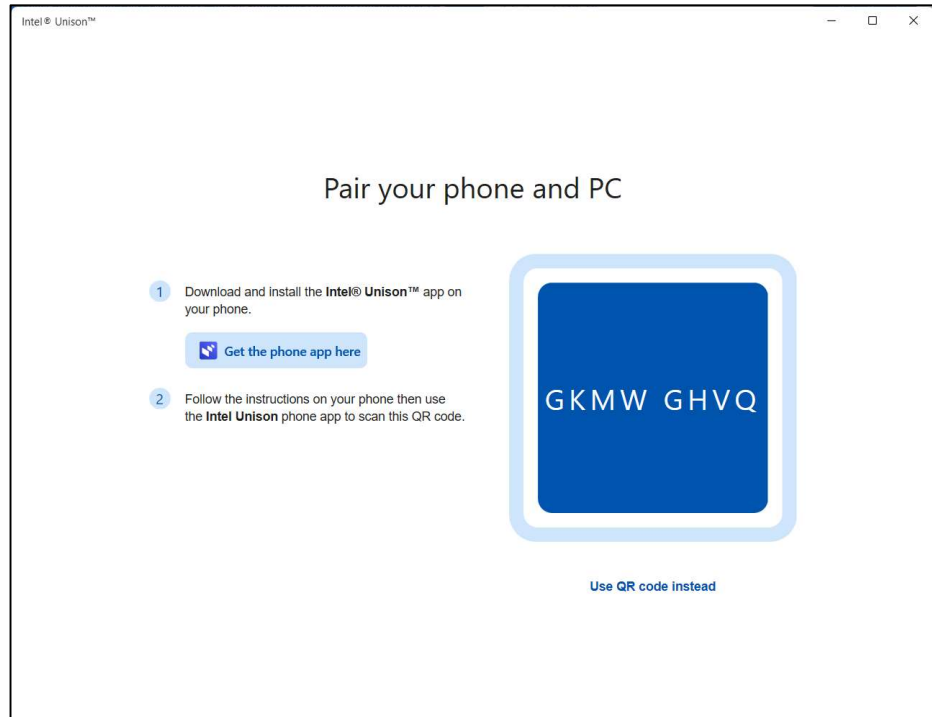 Intel® Unison™
Pair your phone and PC
1 Download and install the Intel® Unison™ app on
your phone.
Get the phone app here
2 Follow the instructions on your phone then use
the Intel Unison phone app to scan this QR code.
GKMW GHVQ
Use QR code instead